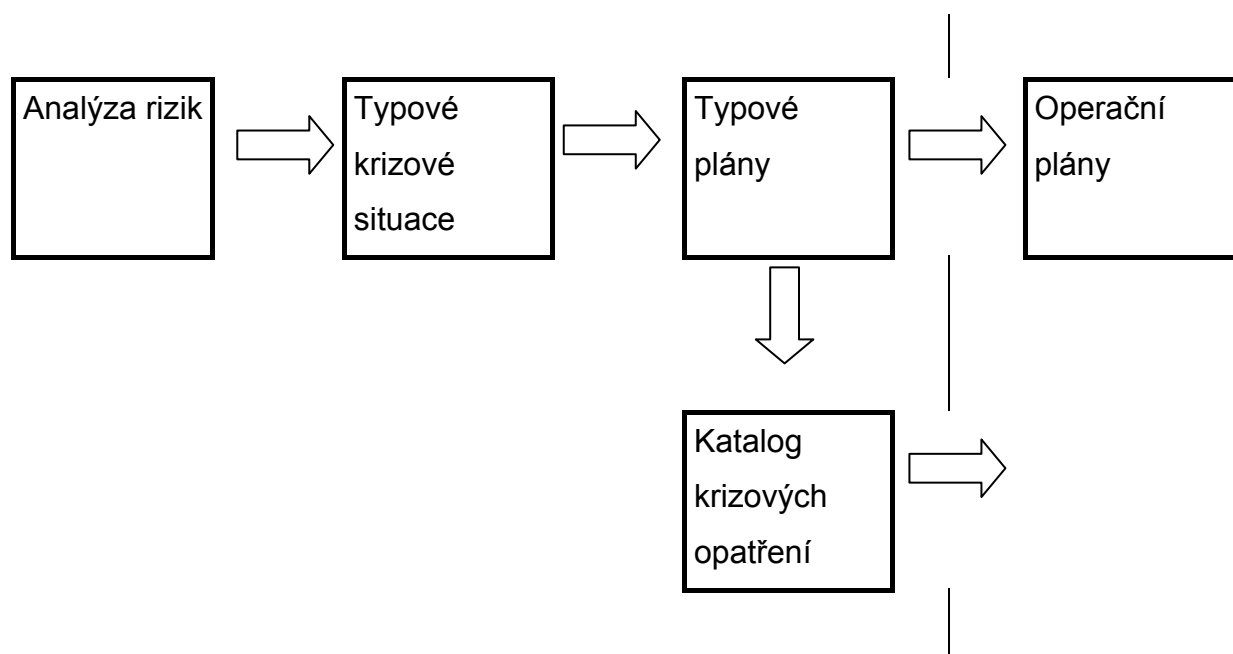 Analýza rizik
Typové
krizové
situace
Typové
plány
Operační
plány
Katalog
krizových
opatření